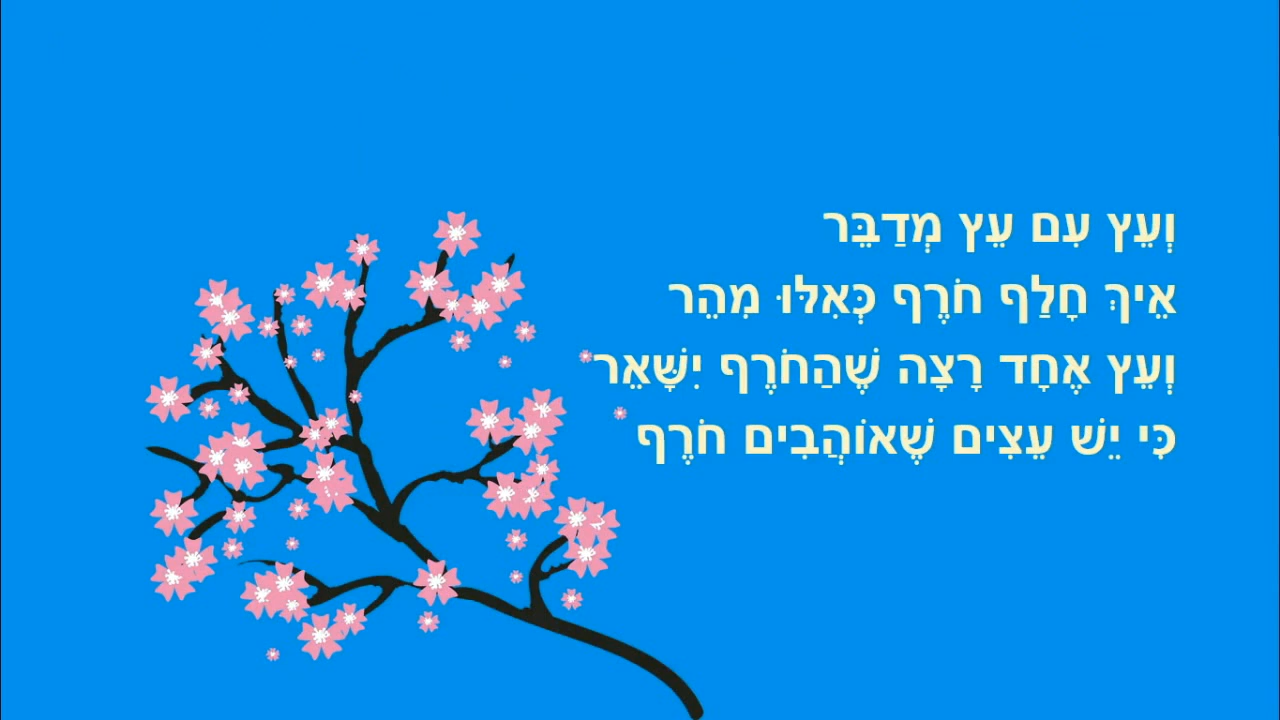 וְעֵץ עִם עֵץ מְדַבֵּר
אֵיךְ חָלַף חֹרֶף כְּאִלּוּ מִהֵר
וְעֵץ אֶחָד רָצָה שֶׁהַחֹרֶף יִשָּׁאֵר
כִּי יֵשׁ עֵצִים שֶׁאוֹהֲבִים חֹרֶף